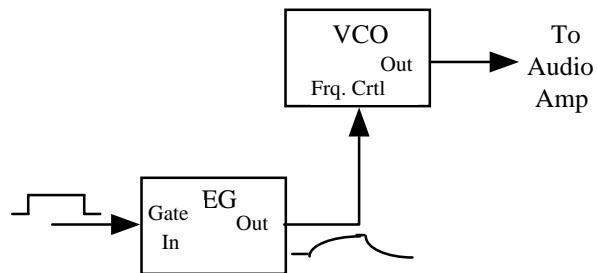 VCO
Out
Frq. Crtl
To
Audio
Amp
EG
Gate
Out
In